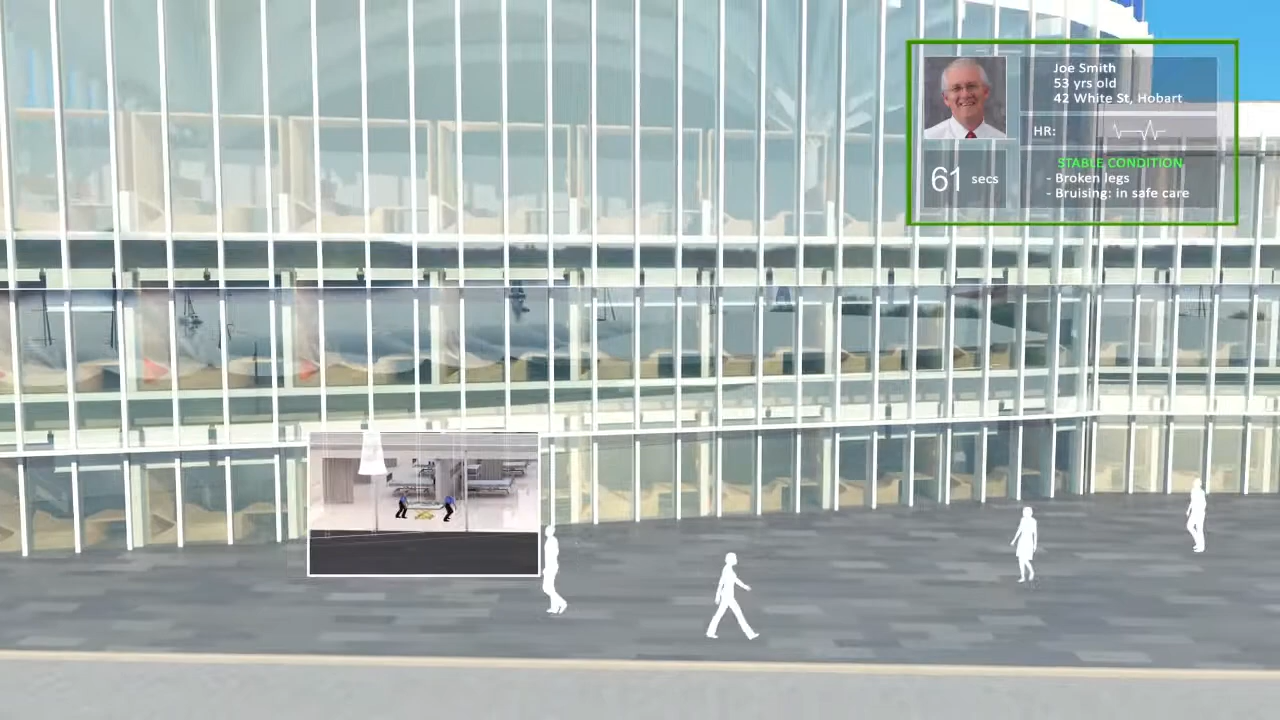 Joe Smith
53 yrs old
42 White St, Hobart
HR:
STABLE CONDITION
61 secs
- Broken legs
- Bruising: in safe care